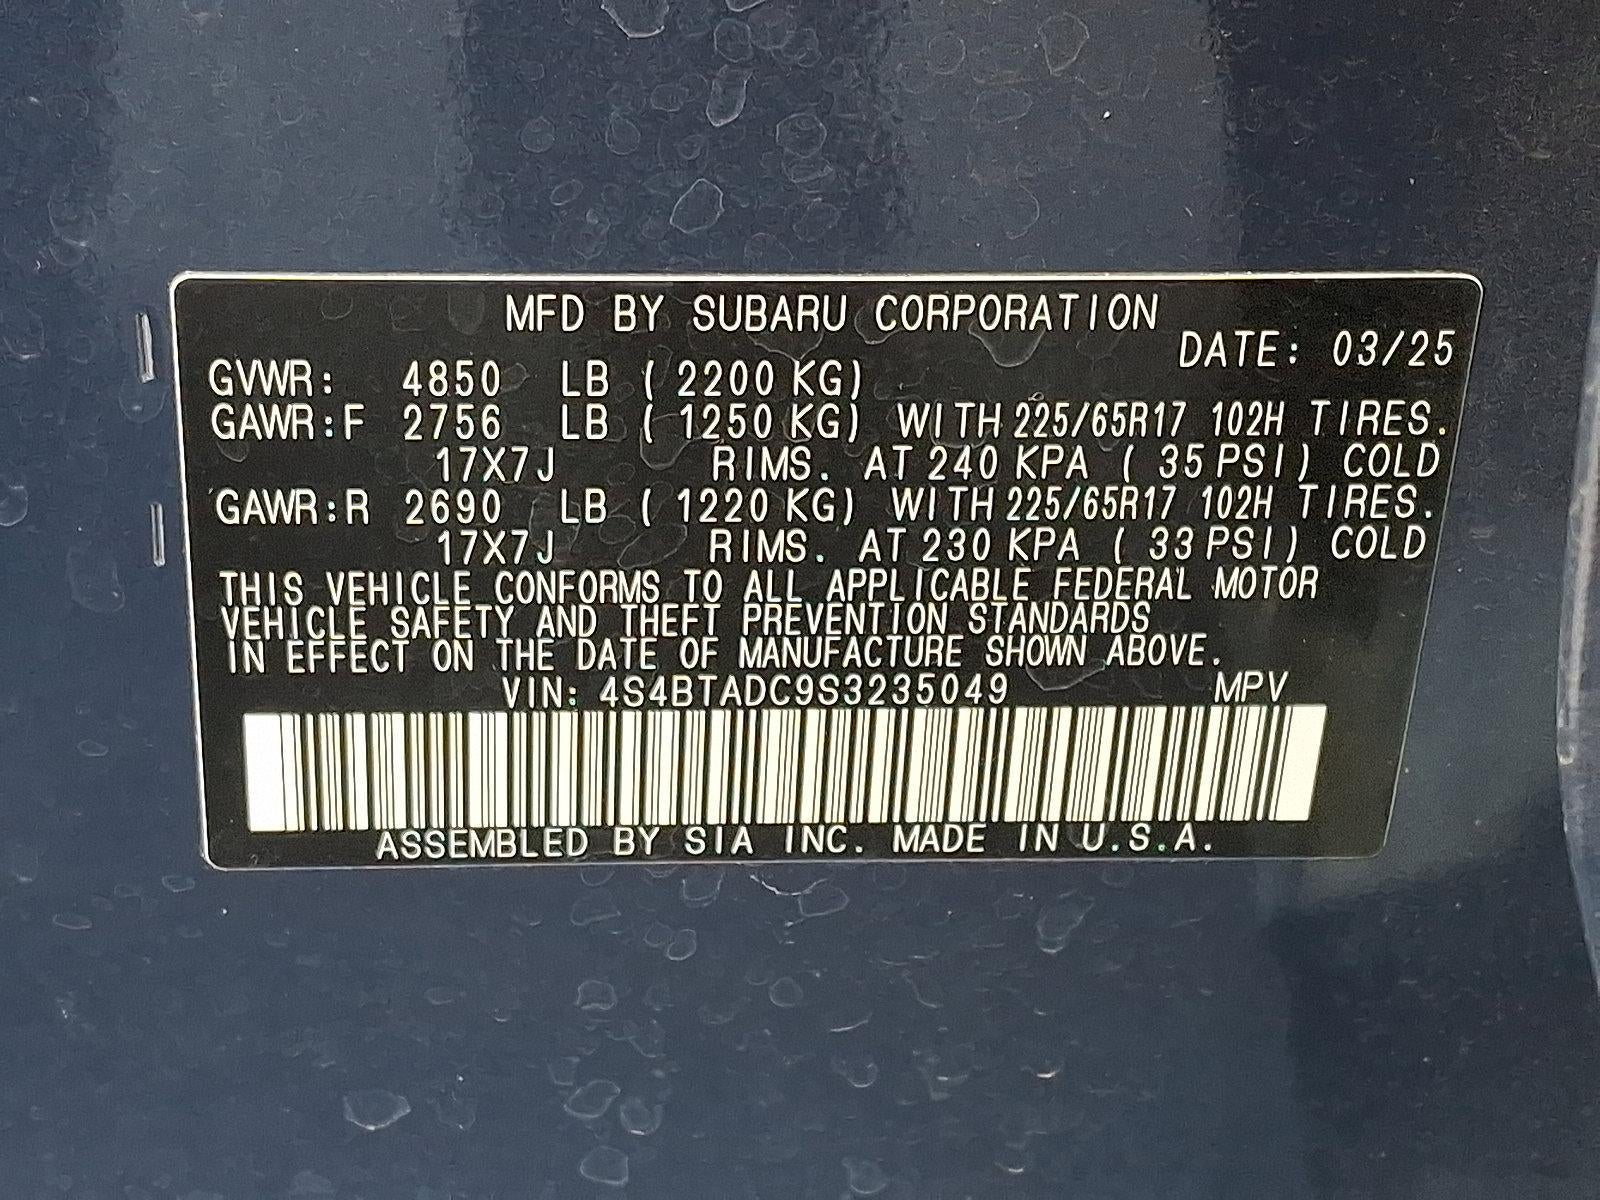 MFD BY SUBARU CORPORATION
DATE: 03/25
GVWR: 4850 LB ( 2200 KG)
GAWR:F 2756 LB ( 1250 KG) WITH 225/65R17 102H TIRES.
17X7J RIMS. AT 240 KPA ( 35 PSI) COLD
GAWR:R 2690 LB ( 1220 KG) WITH 225/65R17 102H TIRES.
17X7J RIMS. AT 230 KPA ( 33 PSI) COLD
THIS VEHICLE CONFORMS TO ALL APPLICABLE FEDERAL MOTOR
VEHICLE SAFETY AND THEFT PREVENTION STANDARDS
IN EFFECT ON THE DATE OF MANUFACTURE SHOWN ABOVE.
VIN: 4S4BTADC9S3235049 MPV
ASSEMBLED BY SIA INC. MADE IN U.S.A.